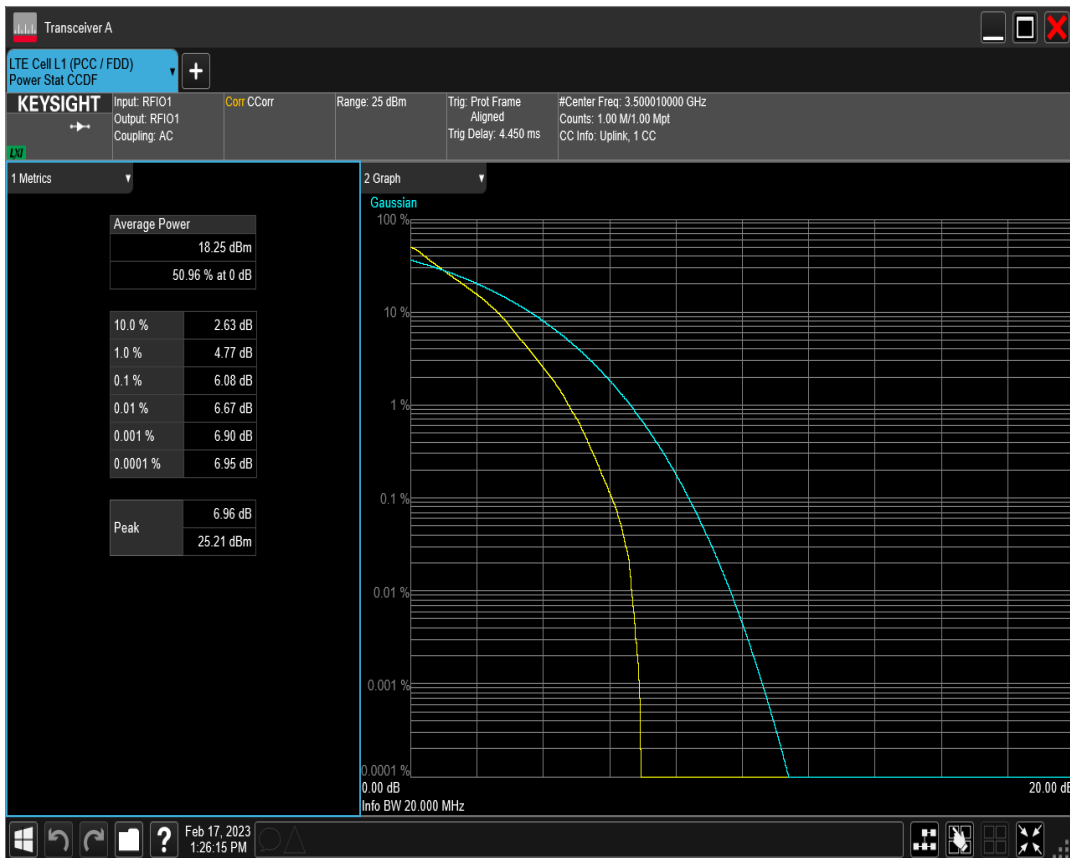 Transceiver A
LTE Cell L1 (PCC / FDD)
Power Stat CCDF
KEYSIGHT
LXI
Input: RFIO1
Output: RFIO1
Coupling: AC
Corr CCorr
Range: 25 dBm
Trig: Prot Frame
Aligned
Trig Delay: 4.450 ms
#Center Freq: 3.500010000 GHz
Counts: 1.00 M/1.00 Mpt
CC Info: Uplink, 1 CC
1 Metrics
Average Power
18.25 dBm
50.96 % at 0 dB
10.0 % 2.63 dB
1.0 % 4.77 dB
0.1 % 6.08 dB
0.01 % 6.67 dB
0.001 % 6.90 dB
0.0001 % 6.95 dB
Peak
6.96 dB
25.21 dBm
2 Graph
Gaussian
100 %
10 %
1 %
0.1 %
0.01 %
0.001 %
0.0001 %
0.00 dB 20.00 dB
Info BW 20.000 MHz
Feb 17, 2023
1:26:15 PM